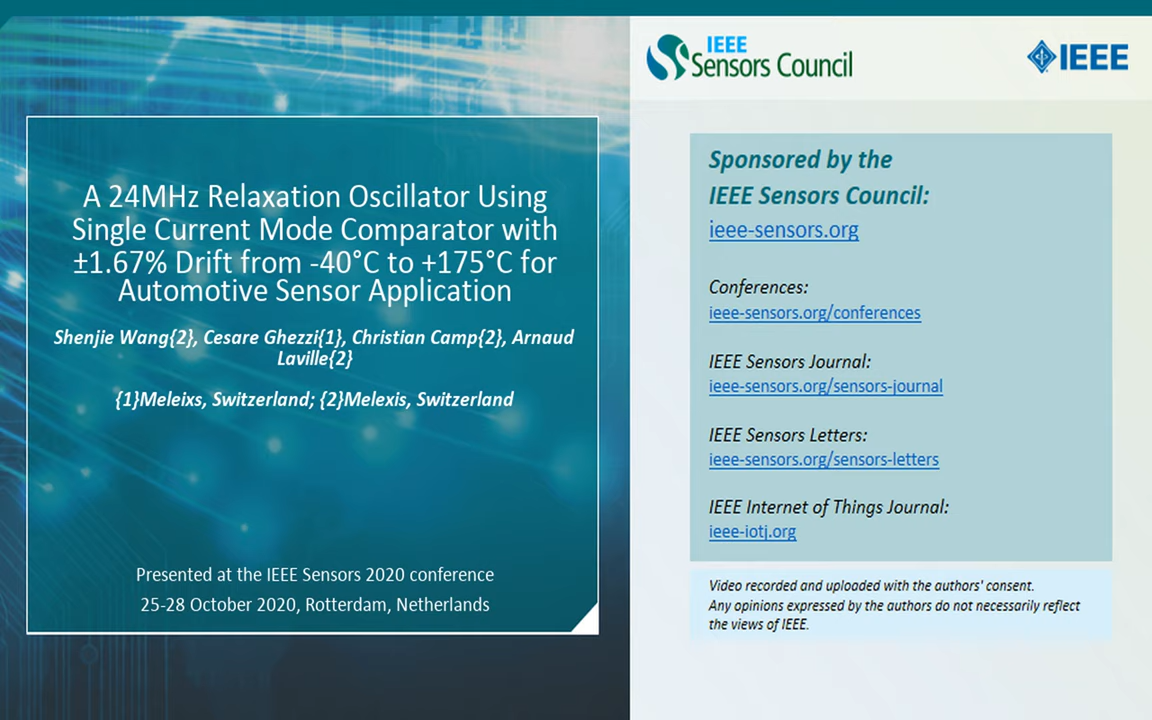 A 24MHz Relaxation Oscillator Using
Single Current Mode Comparator with
±1.67% Drift from -40°C to +175°C for
Automotive Sensor Application
Shenjie Wang{2}, Cesare Ghezzi{1}, Christian Camp{2}, Arnaud
Laville{2}
{1}Meleixs, Switzerland; {2}Melexis, Switzerland
Presented at the IEEE Sensors 2020 conference
25-28 October 2020, Rotterdam, Netherlands
IEEE
Sensors Council
IEEE
Sponsored by the
IEEE Sensors Council:
ieee-sensors.org
Conferences:
ieee-sensors.org/conferences
IEEE Sensors Journal:
ieee-sensors.org/sensors-journal
IEEE Sensors Letters:
ieee-sensors.org/sensors-letters
IEEE Internet of Things Journal:
ieee-iotj.org
Video recorded and uploaded with the authors' consent.
Any opinions expressed by the authors do not necessarily reflect
the views of IEEE.